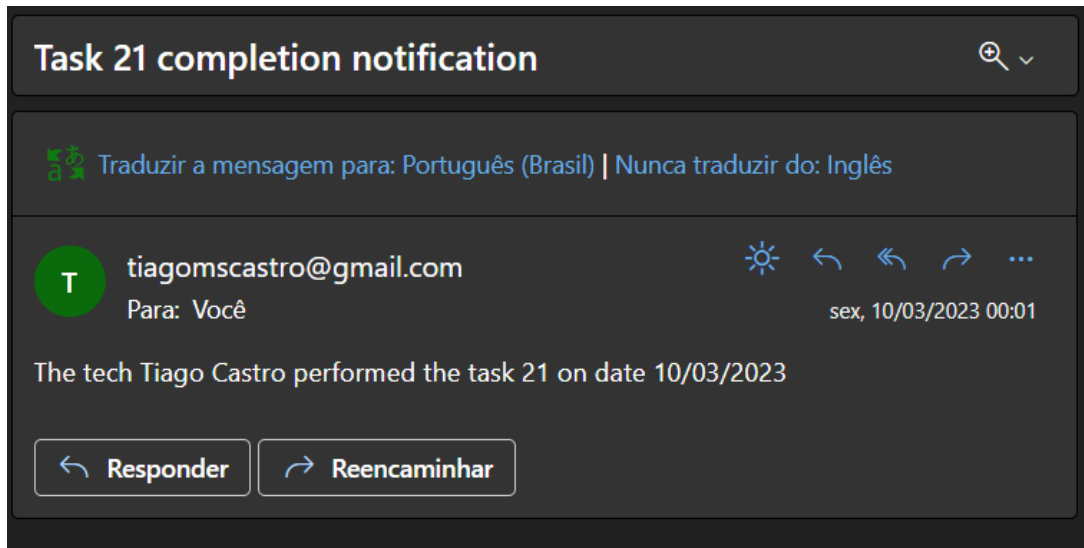 Task 21 completion notification
Traduzir a mensagem para: Português (Brasil) | Nunca traduzir do: Inglês
T
tiagomscastro@gmail.com
Para: Você
sex, 10/03/2023 00:01
The tech Tiago Castro performed the task 21 on date 10/03/2023
Responder
Reencaminhar